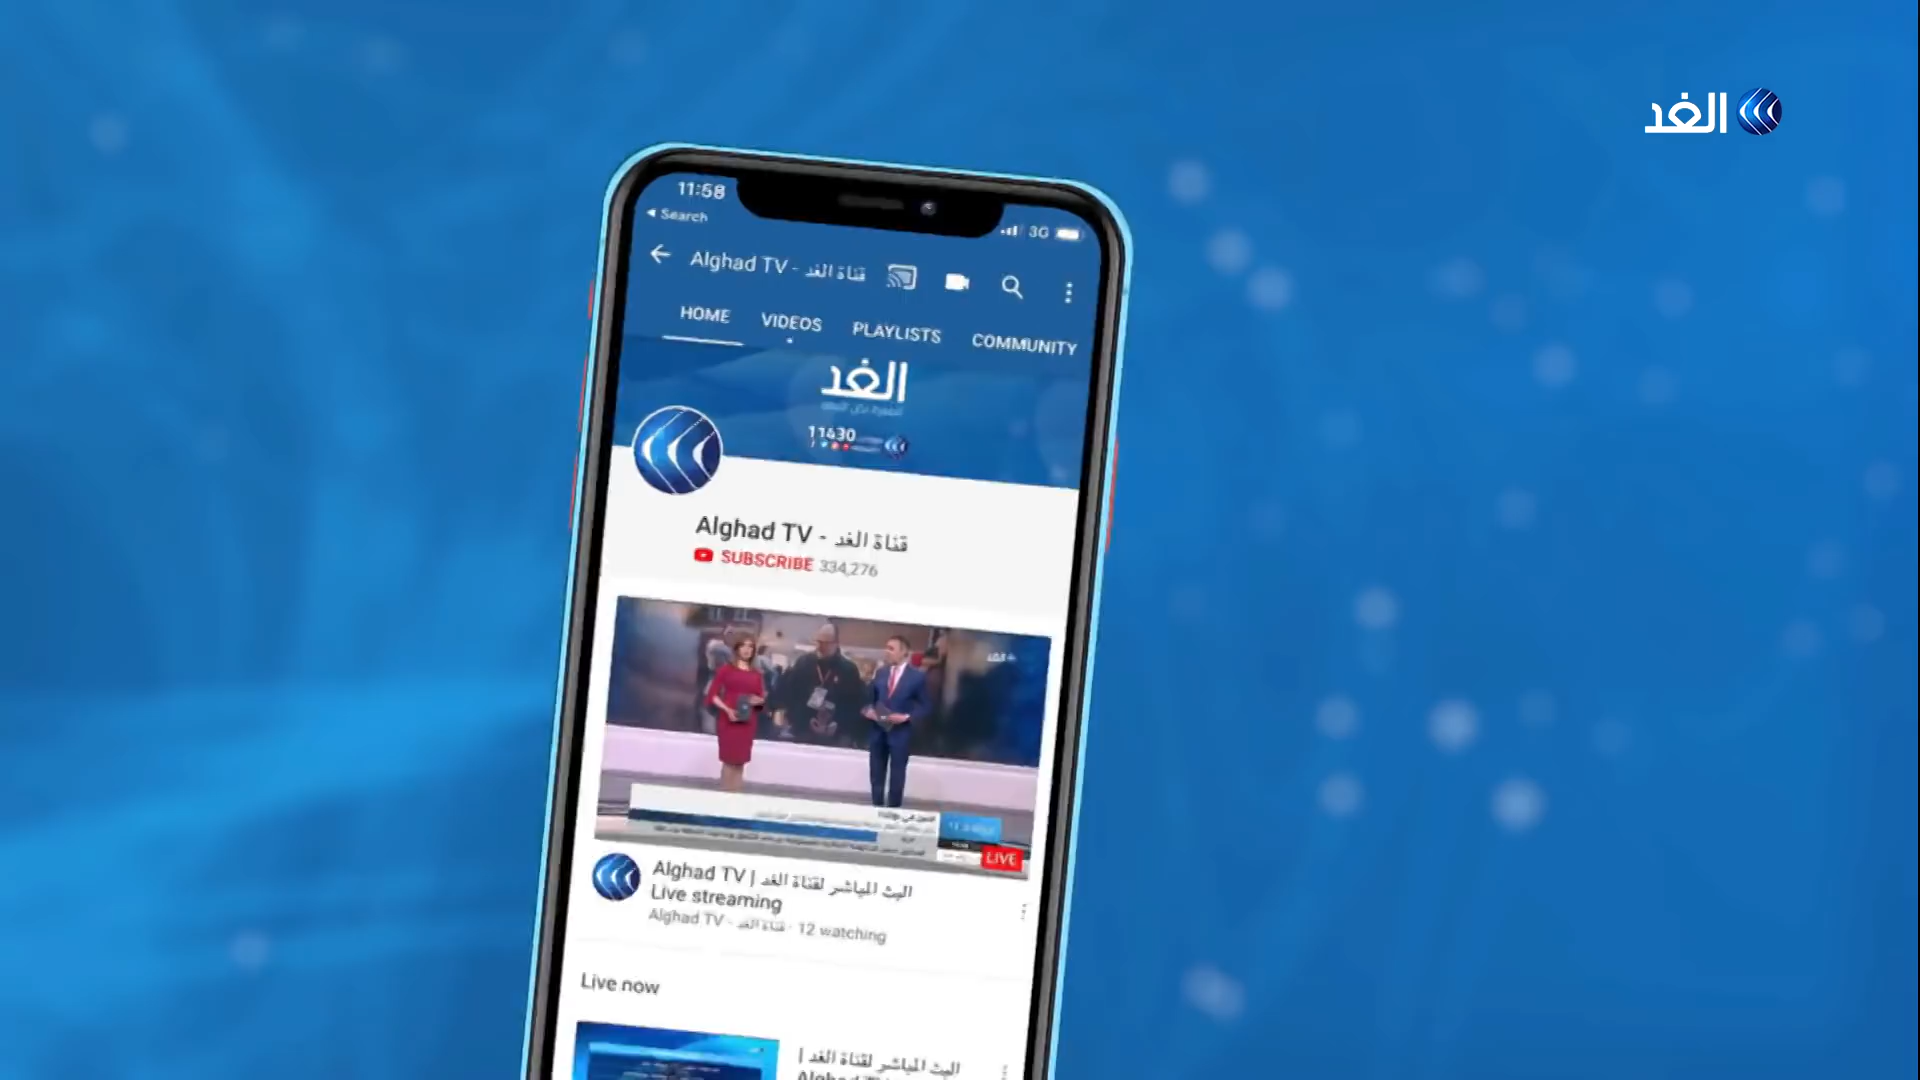 الغد
11:58
Search
3G
Alghad TV - قناة الغد
HOME VIDEOS PLAYLISTS COMMUNITY
الغد
11430
Alghad TV - قناة الغد
SUBSCRIBE 334,276
LIVE
Alghad TV | البث المباشر لقناة الغد
Live streaming
Alghad TV - قناة الغد · 12 watching
Live now
البث المباشر لقناة الغد |